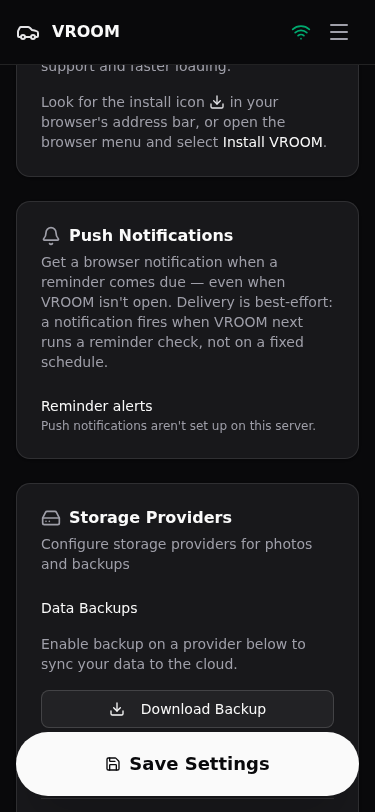 VROOM
support and faster loading.
Look for the install icon in your
browser's address bar, or open the
browser menu and select Install VROOM.
Push Notifications
Get a browser notification when a
reminder comes due — even when
VROOM isn't open. Delivery is best-effort:
a notification fires when VROOM next
runs a reminder check, not on a fixed
schedule.
Reminder alerts
Push notifications aren't set up on this server.
Storage Providers
Configure storage providers for photos
and backups
Data Backups
Enable backup on a provider below to
sync your data to the cloud.
Download Backup
Save Settings